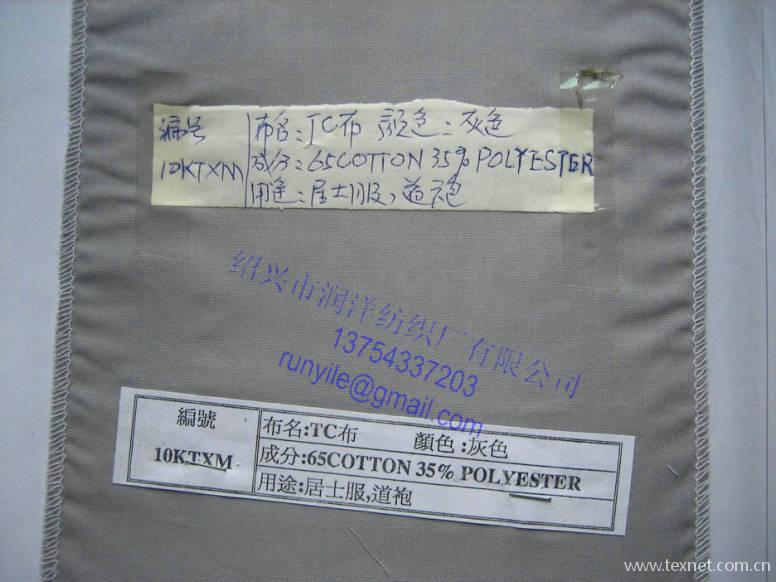 编号
10KTXM
布名：TC布 颜色：灰色
成分：65COTTON 35% POLYESTER
用途：居士服，道袍
绍兴市润洋纺织厂有限公司
13754337203
runyile@gmail.com
編號
10KTXM
布名:TC布 顏色:灰色
成分:65COTTON 35% POLYESTER
用途:居士服,道袍
www.texnet.com.cn